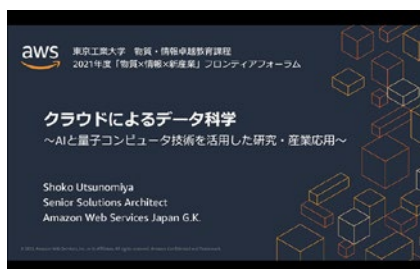 aws
東京工業大学 物質・情報卓越教育課程
2021年度「物質×情報×新産業」フロンティアフォーラム
クラウドによるデータ科学
～AIと量子コンピュータ技術を活用した研究・産業応用～
Shoko Utsunomiya
Senior Solutions Architect
Amazon Web Services Japan G.K.